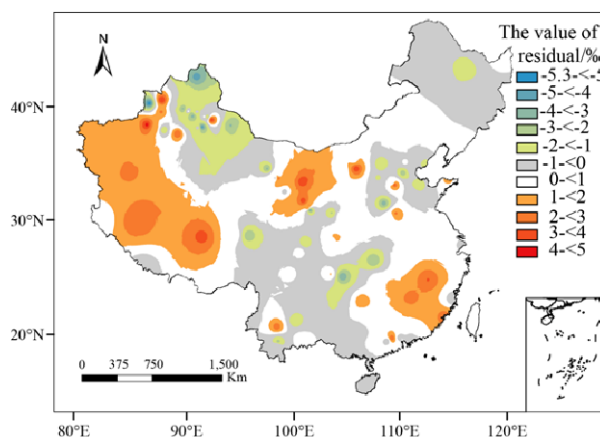 The value of
residual/‰
N
-5.3-<-5
-5-<-4
-4-<-3
-3-<-2
-2-<-1
-1-<0
0-<1
1-<2
2-<3
3-<4
4-<5
40°N
30°N
20°N
0 375 750 1,500
Km
80°E 90°E 100°E 110°E 120°E